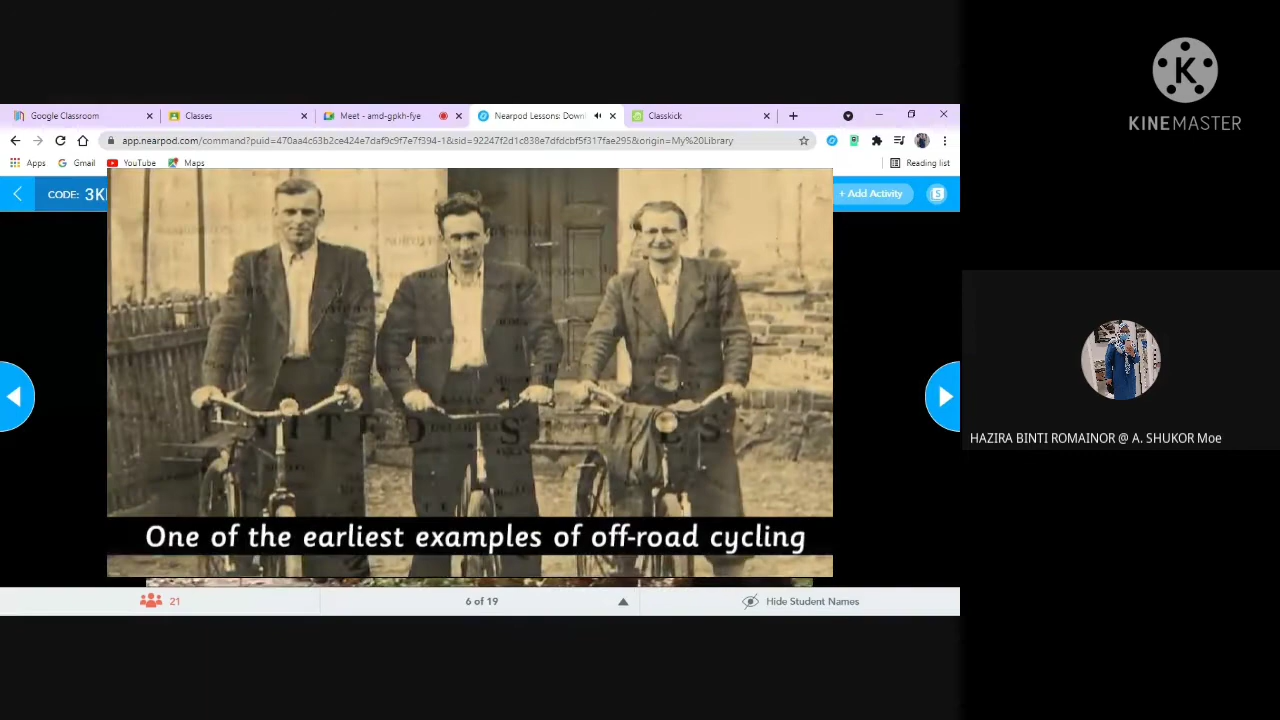 KINEMASTER
Google Classroom
Classes
Meet - amd-gpkh-fye
Nearpod Lessons: Down
Classkick
app.nearpod.com/command?puid=470aa4c63b2ce424e7daf9c9f7e7f394-1&sid=92247f2d1c838e7dfdcbf5f317fae295&origin=My%20Library
Apps
Gmail
YouTube
Maps
Reading list
CODE: 3K
+ Add Activity
One of the earliest examples of off-road cycling
HAZIRA BINTI ROMAINOR @ A. SHUKOR Moe
21
6 of 19
Hide Student Names